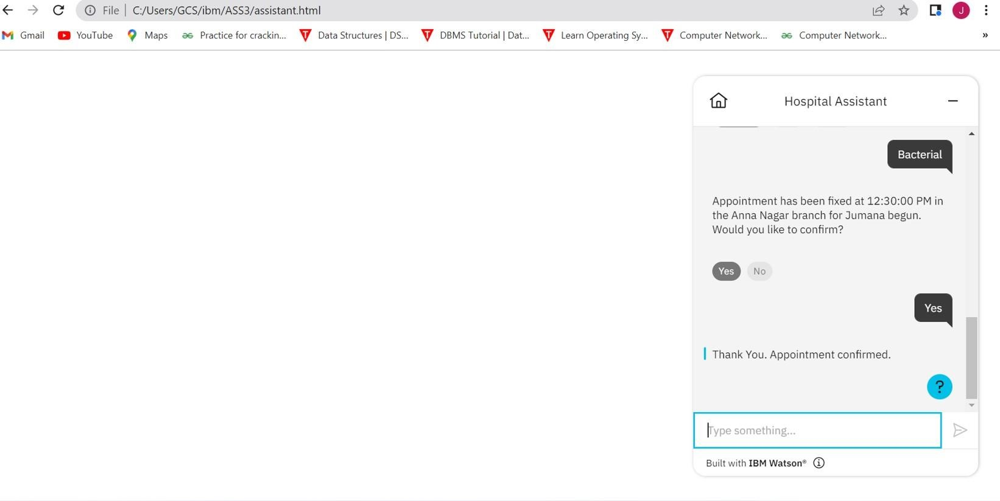 File C:/Users/GCS/ibm/ASS3/assistant.html J
Gmail YouTube Maps Practice for crackin... Data Structures | DS... DBMS Tutorial | Dat... Learn Operating Sy... Computer Network... Computer Network... »
Hospital Assistant
Bacterial
Appointment has been fixed at 12:30:00 PM in
the Anna Nagar branch for Jumana begun.
Would you like to confirm?
Yes No
Yes
Thank You. Appointment confirmed.
?
Type something...
Built with IBM Watson®